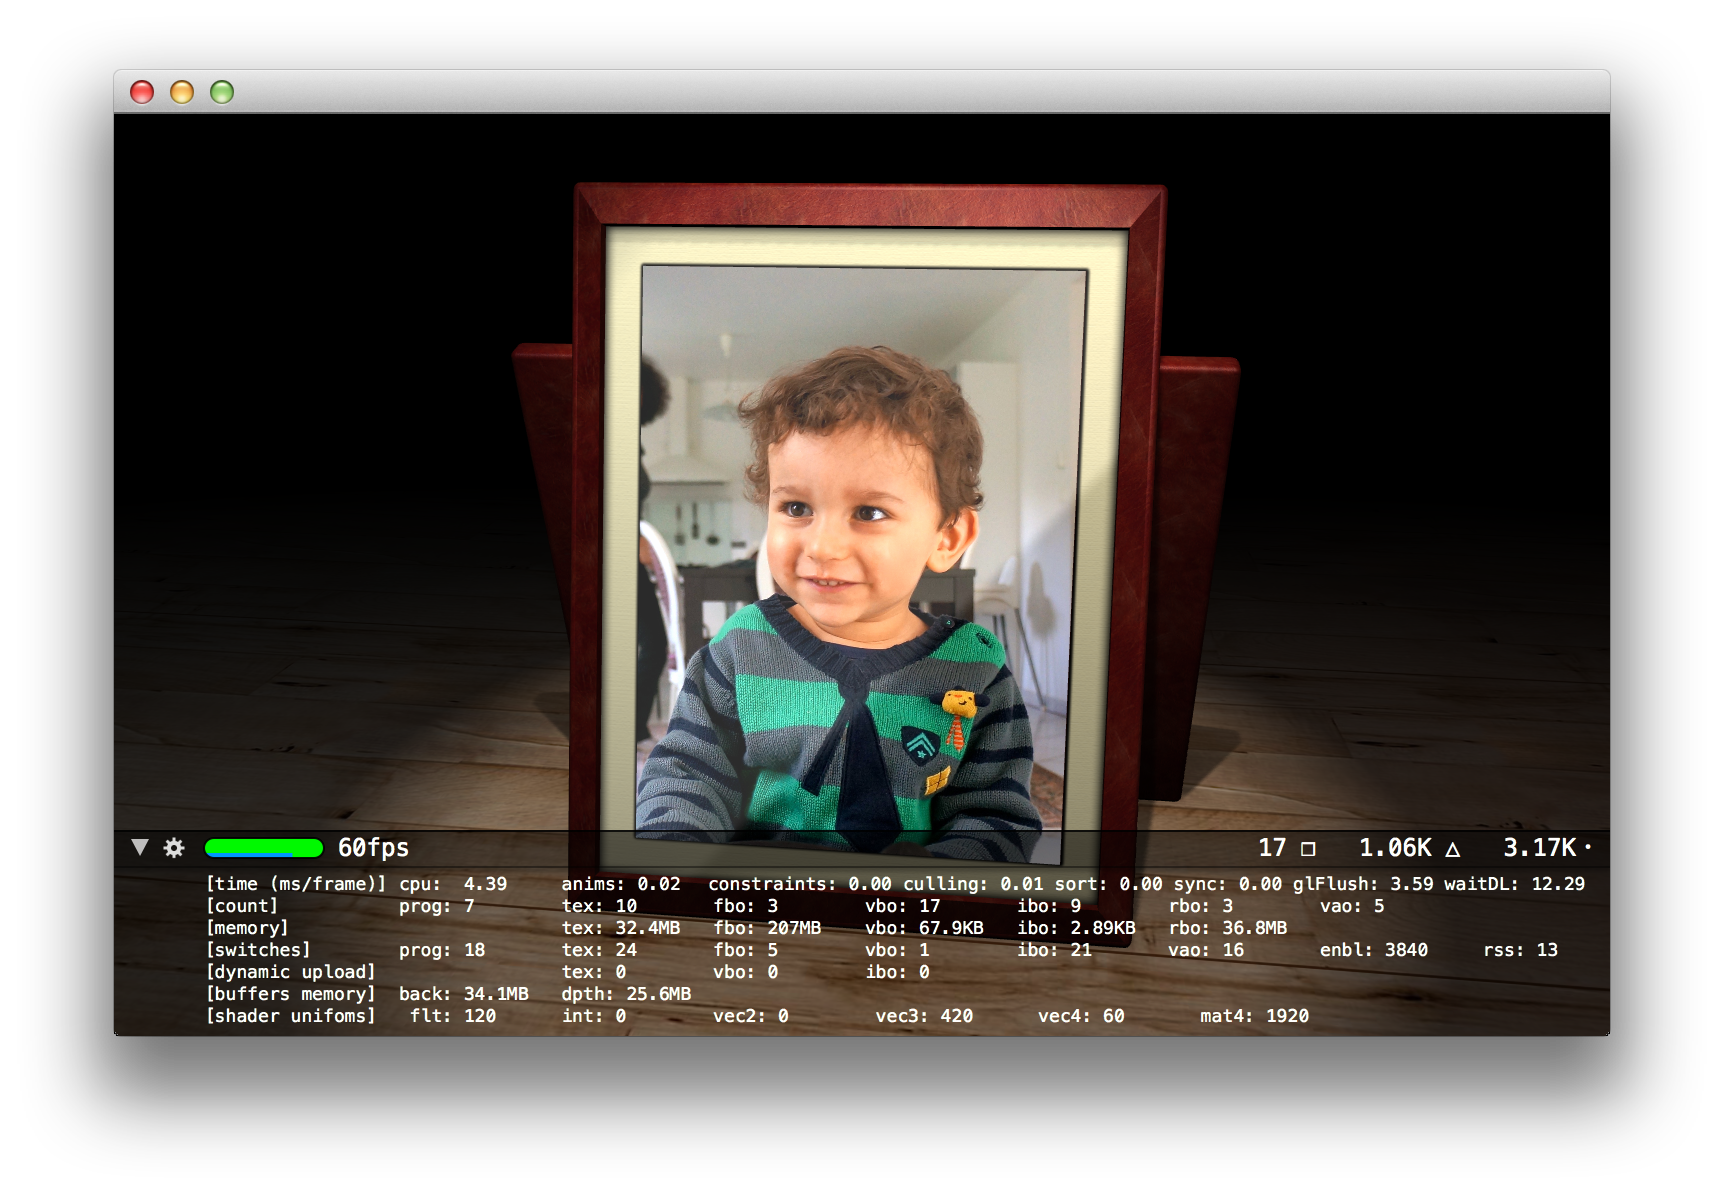 60fps 17 □ 1.06K △ 3.17K •
[time (ms/frame)] cpu: 4.39 anims: 0.02 constraints: 0.00 culling: 0.01 sort: 0.00 sync: 0.00 glFlush: 3.59 waitDL: 12.29
[count] prog: 7 tex: 10 fbo: 3 vbo: 17 ibo: 9 rbo: 3 vao: 5
[memory] tex: 32.4MB fbo: 207MB vbo: 67.9KB ibo: 2.89KB rbo: 36.8MB
[switches] prog: 18 tex: 24 fbo: 5 vbo: 1 ibo: 21 vao: 16 enbl: 3840 rss: 13
[dynamic upload] tex: 0 vbo: 0 ibo: 0
[buffers memory] back: 34.1MB dpth: 25.6MB
[shader unifoms] flt: 120 int: 0 vec2: 0 vec3: 420 vec4: 60 mat4: 1920